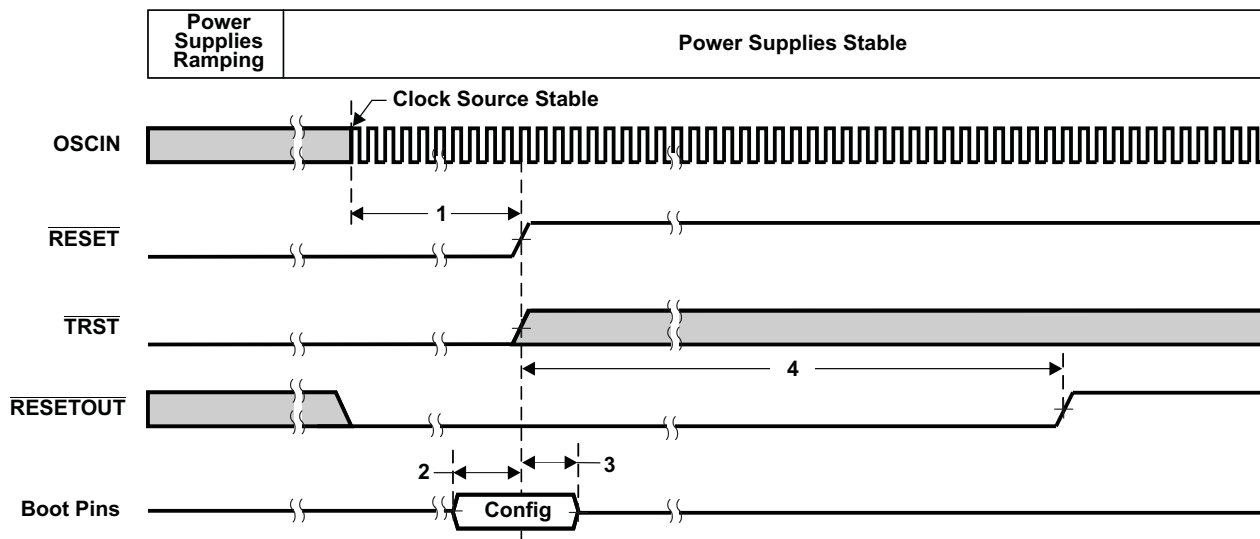 Power
Supplies
Ramping
Power Supplies Stable
Clock Source Stable
OSCIN
1
RESET
TRST
4
RESETOUT
2
3
Boot Pins
Config